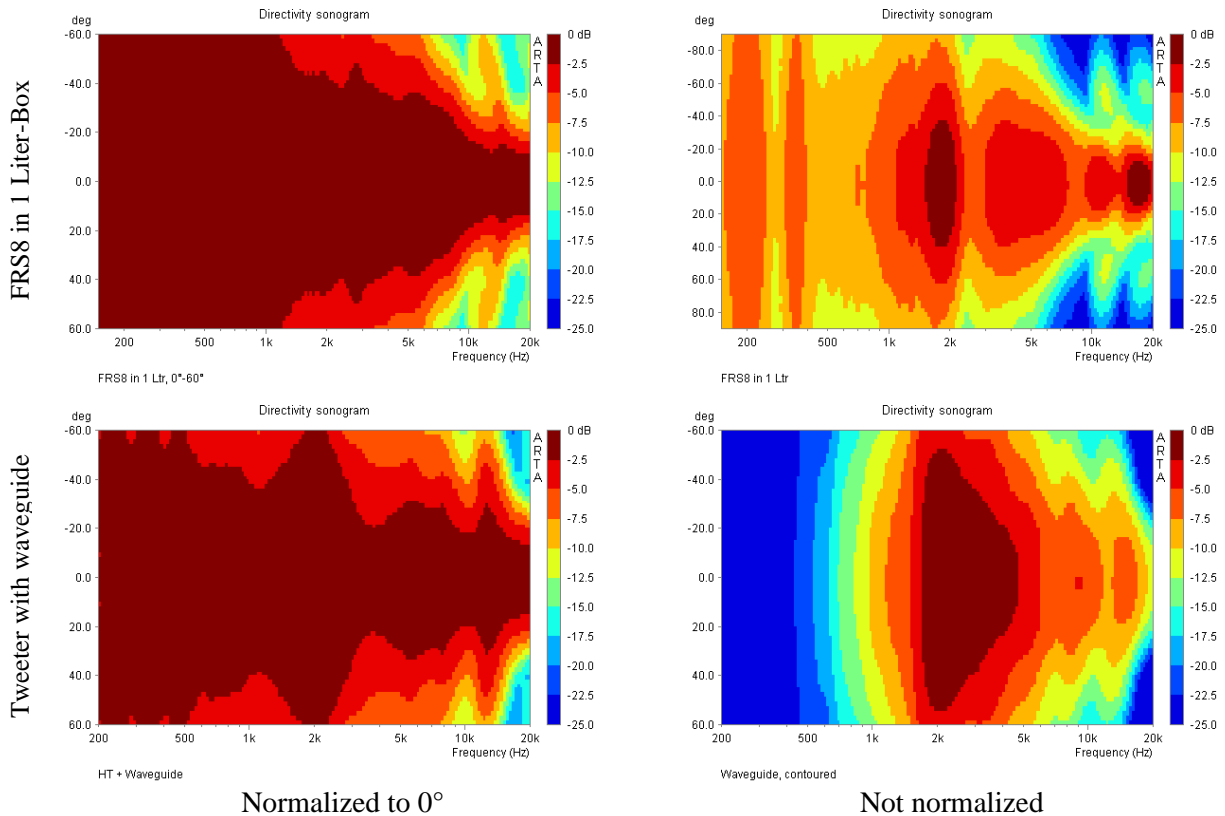 FRS8 in 1 Liter-Box
Directivity sonogram
deg
-60.0
-40.0
-20.0
0.0
20.0
40.0
60.0
200 500 1k 2k 5k 10k 20k
Frequency (Hz)
FRS8 in 1 Ltr, 0°-60°
0 dB
-2.5
-5.0
-7.5
-10.0
-12.5
-15.0
-17.5
-20.0
-22.5
-25.0
ARTA
Directivity sonogram
deg
-80.0
-60.0
-40.0
-20.0
0.0
20.0
40.0
60.0
80.0
200 500 1k 2k 5k 10k 20k
Frequency (Hz)
FRS8 in 1 Ltr
0 dB
-2.5
-5.0
-7.5
-10.0
-12.5
-15.0
-17.5
-20.0
-22.5
-25.0
ARTA
Tweeter with waveguide
Directivity sonogram
deg
-60.0
-40.0
-20.0
0.0
20.0
40.0
60.0
200 500 1k 2k 5k 10k 20k
Frequency (Hz)
HT + Waveguide
0 dB
-2.5
-5.0
-7.5
-10.0
-12.5
-15.0
-17.5
-20.0
-22.5
-25.0
ARTA
Directivity sonogram
deg
-60.0
-40.0
-20.0
0.0
20.0
40.0
60.0
200 500 1k 2k 5k 10k 20k
Frequency (Hz)
Waveguide, contoured
0 dB
-2.5
-5.0
-7.5
-10.0
-12.5
-15.0
-17.5
-20.0
-22.5
-25.0
ARTA
Normalized to 0°
Not normalized